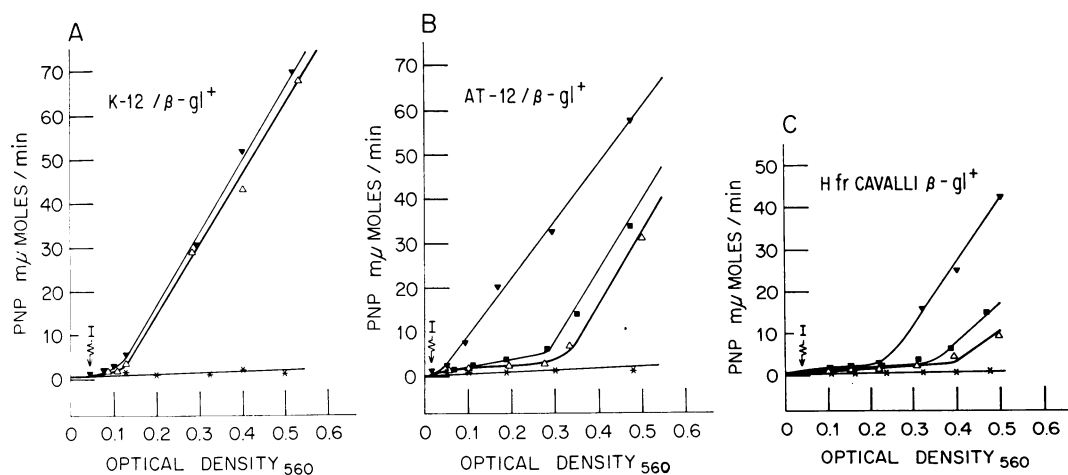 A
PNP mμ MOLES / min
70
60
50
40
30
20
10
0
K-12 / β-gl⁺
I
0 0.1 0.2 0.3 0.4 0.5 0.6
OPTICAL DENSITY₅₆₀
B
PNP mμ MOLES / min
70
60
50
40
30
20
10
0
AT-12 / β-gl⁺
I
0 0.1 0.2 0.3 0.4 0.5 0.6
OPTICAL DENSITY₅₆₀
C
PNP mμ MOLES / min
50
40
30
20
10
0
Hfr CAVALLI β-gl⁺
I
0 0.1 0.2 0.3 0.4 0.5 0.6
OPTICAL DENSITY₅₆₀